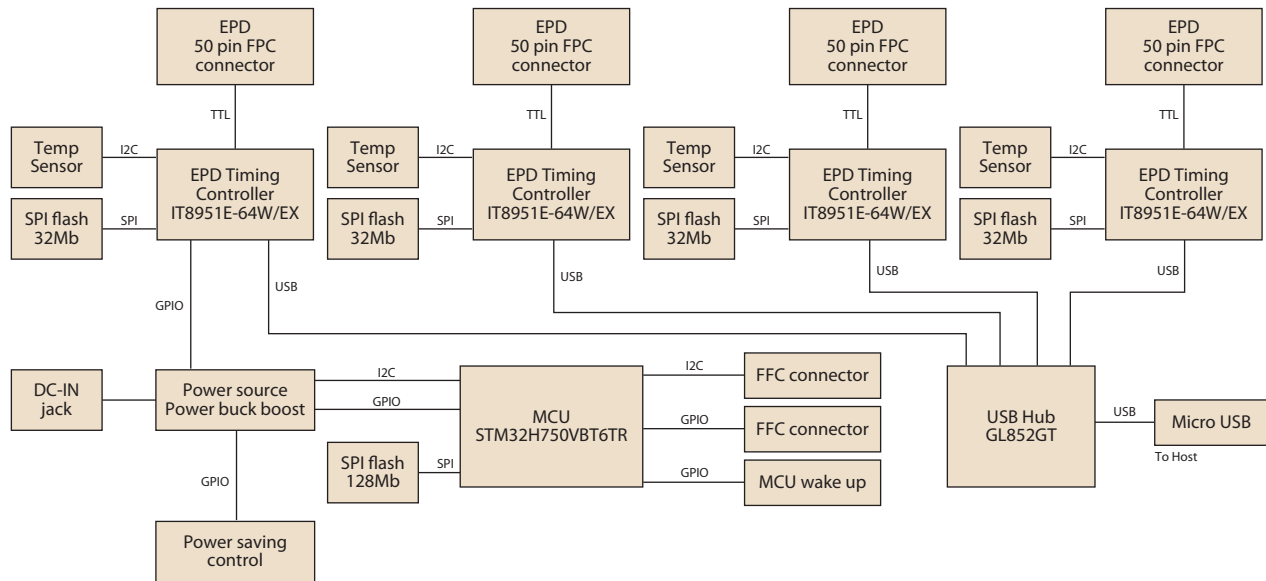 EPD
50 pin FPC
connector
EPD
50 pin FPC
connector
EPD
50 pin FPC
connector
EPD
50 pin FPC
connector
TTL
TTL
TTL
TTL
Temp
Sensor
I2C
EPD Timing
Controller
IT8951E-64W/EX
SPI flash
32Mb
SPI
Temp
Sensor
I2C
EPD Timing
Controller
IT8951E-64W/EX
SPI flash
32Mb
SPI
Temp
Sensor
I2C
EPD Timing
Controller
IT8951E-64W/EX
SPI flash
32Mb
SPI
Temp
Sensor
I2C
EPD Timing
Controller
IT8951E-64W/EX
SPI flash
32Mb
SPI
GPIO
USB
USB
USB
USB
DC-IN
jack
Power source
Power buck boost
I2C
GPIO
SPI flash
128Mb
SPI
MCU
STM32H750VBT6TR
I2C
FFC connector
GPIO
FFC connector
GPIO
MCU wake up
USB Hub
GL852GT
USB
Micro USB
To Host
GPIO
Power saving
control